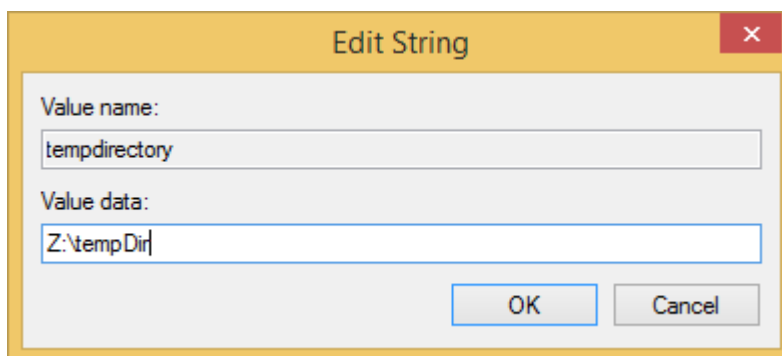 Edit String
Value name:
tempdirectory
Value data:
Z:\tempDir
OK
Cancel